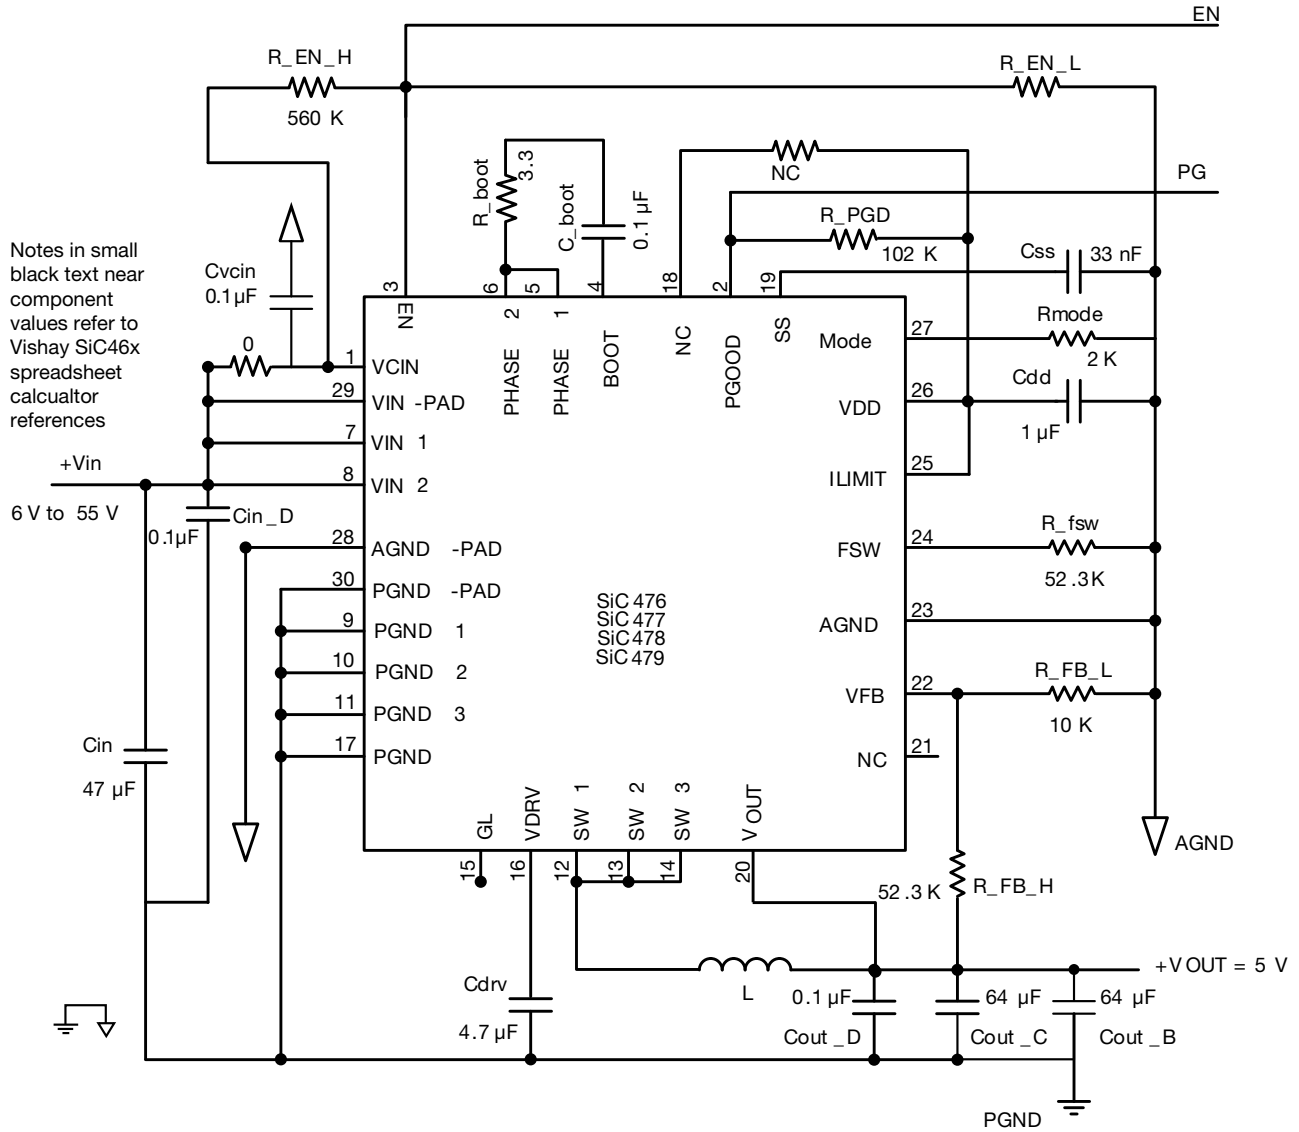 EN
R_EN_H
560 K
R_EN_L
R_boot
3.3
C_boot
0.1 µF
NC
PG
R_PGD
102 K
Notes in small
black text near
component
values refer to
Vishay SiC46x
spreadsheet
calcualtor
references
Cvcin
0.1µF
0
Css
33 nF
Rmode
2 K
Cdd
1 µF
3
6
5
4
18
2
19
EN
PHASE 2
PHASE 1
BOOT
NC
PGOOD
SS
1
VCIN
29
VIN -PAD
7
VIN 1
8
VIN 2
28
AGND -PAD
30
PGND -PAD
9
PGND 1
10
PGND 2
11
PGND 3
17
PGND
Mode
27
VDD
26
ILIMIT
25
FSW
24
AGND
23
VFB
22
NC
21
+Vin
6 V to 55 V
Cin_D
0.1µF
Cin
47 µF
SiC 476
SiC 477
SiC 478
SiC 479
R_fsw
52.3K
R_FB_L
10 K
GL
VDRV
SW 1
SW 2
SW 3
V OUT
15
16
12
13
14
20
AGND
52.3 K
R_FB_H
Cdrv
4.7 µF
L
+V OUT = 5 V
0.1 µF
Cout_D
64 µF
Cout_C
64 µF
Cout_B
PGND